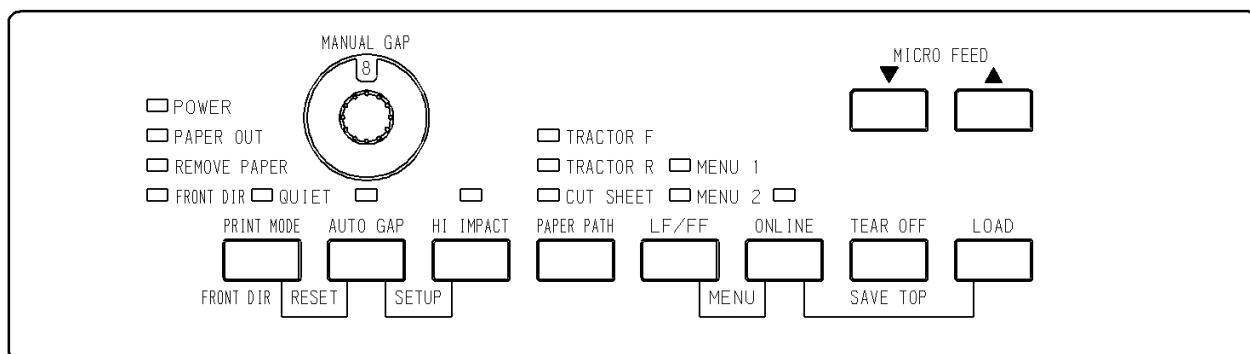 MANUAL GAP
8
MICRO FEED
POWER
PAPER OUT
TRACTOR F
REMOVE PAPER
TRACTOR R MENU 1
FRONT DIR QUIET
CUT SHEET MENU 2
PRINT MODE AUTO GAP HI IMPACT PAPER PATH LF/FF ONLINE TEAR OFF LOAD
FRONT DIR RESET SETUP MENU SAVE TOP